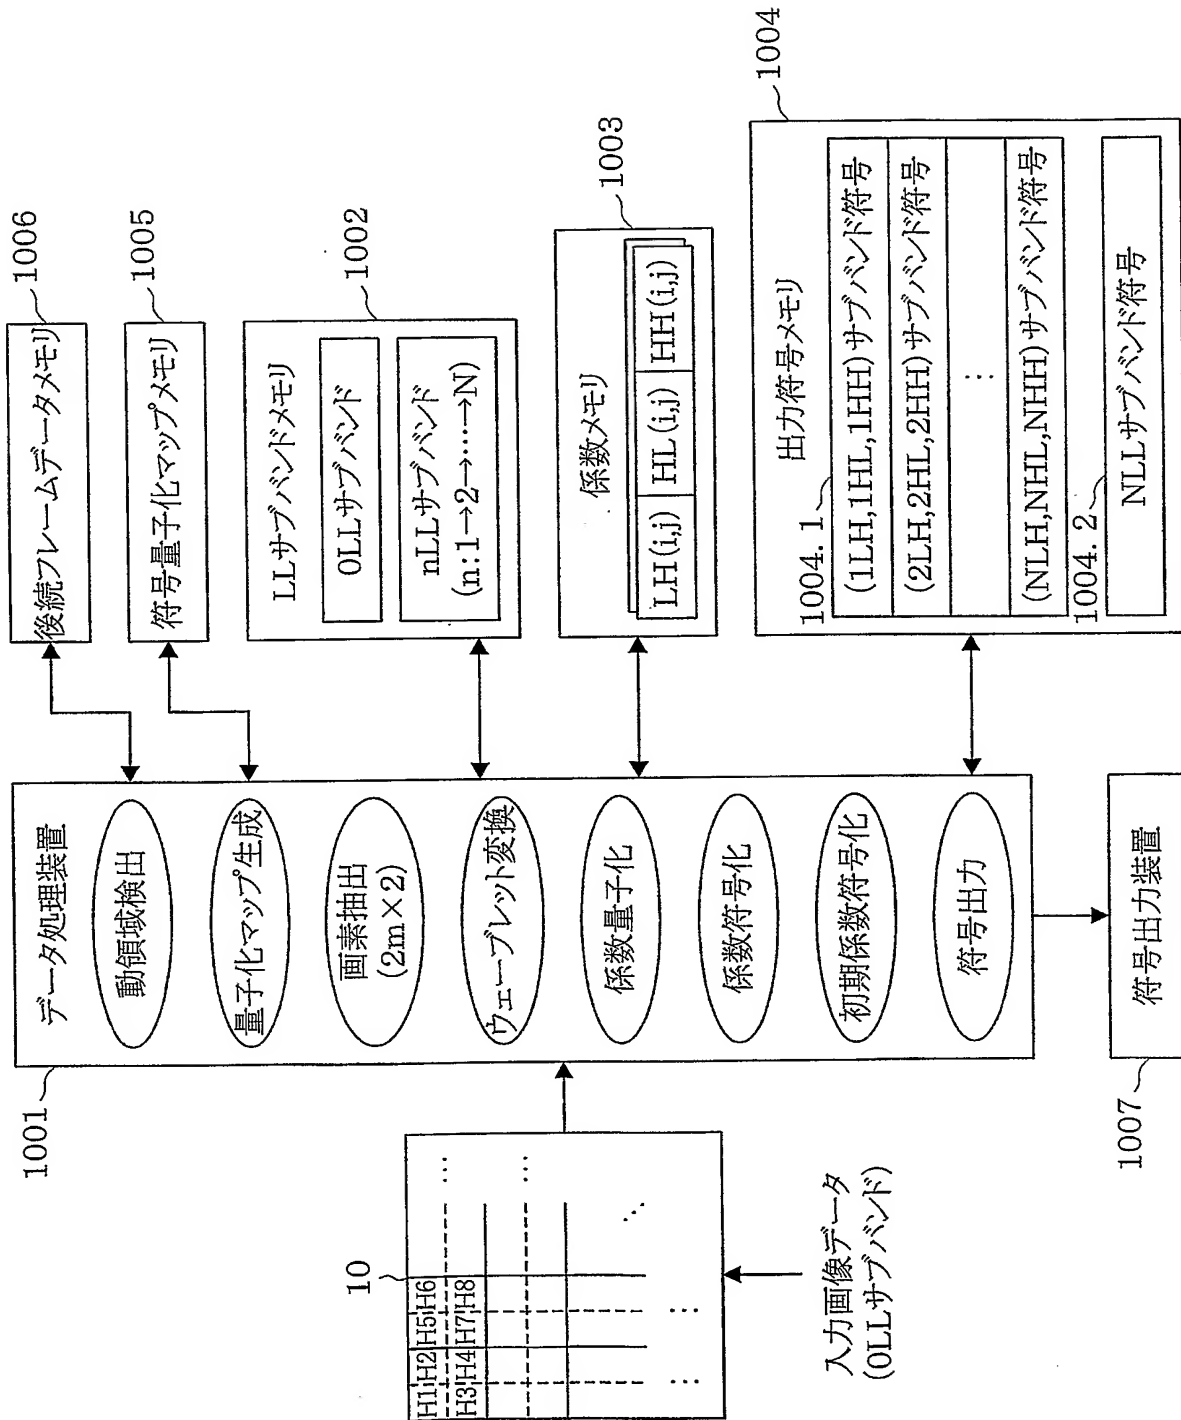 1001
データ処理装置
動領域検出
量子化マップ生成
画素抽出
(2m×2)
ウェーブレット変換
係数量子化
係数符号化
初期係数符号化
符号出力
1006
後続フレームデータメモリ
1005
符号量子化マップメモリ
1002
LLサブバンドメモリ
0LLサブバンド
nLLサブバンド
(n:1→2→……→N)
1003
係数メモリ
LH(i,j) HL(i,j) HH(i,j)
1004
出力符号メモリ
1004.1
(1LH,1HL,1HH)サブバンド符号
(2LH,2HL,2HH)サブバンド符号
⋮
(NLH,NHL,NHH)サブバンド符号
1004.2
NLLサブバンド符号
10
H1 H2 H5 H6 …
H3 H4 H7 H8
…
⋱
⋮ ⋮
入力画像データ
(0LLサブバンド)
1007
符号出力装置